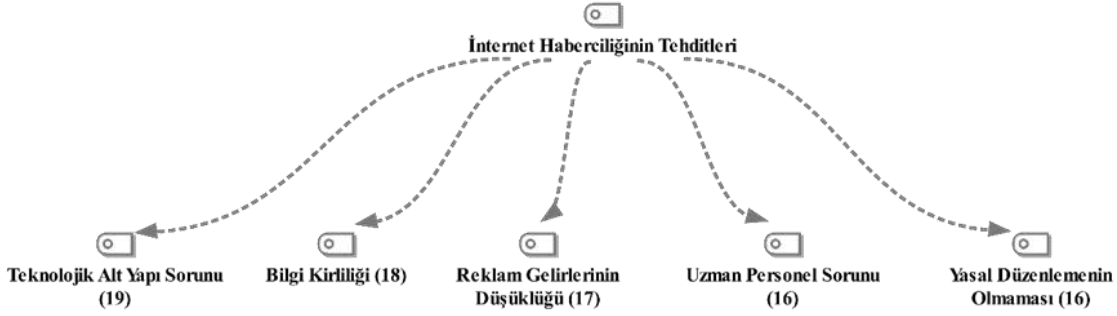 İnternet Haberciliğinin Tehditleri
Teknolojik Alt Yapı Sorunu
(19)
Bilgi Kirliliği (18)
Reklam Gelirlerinin
Düşüklüğü (17)
Uzman Personel Sorunu
(16)
Yasal Düzenlemenin
Olmaması (16)